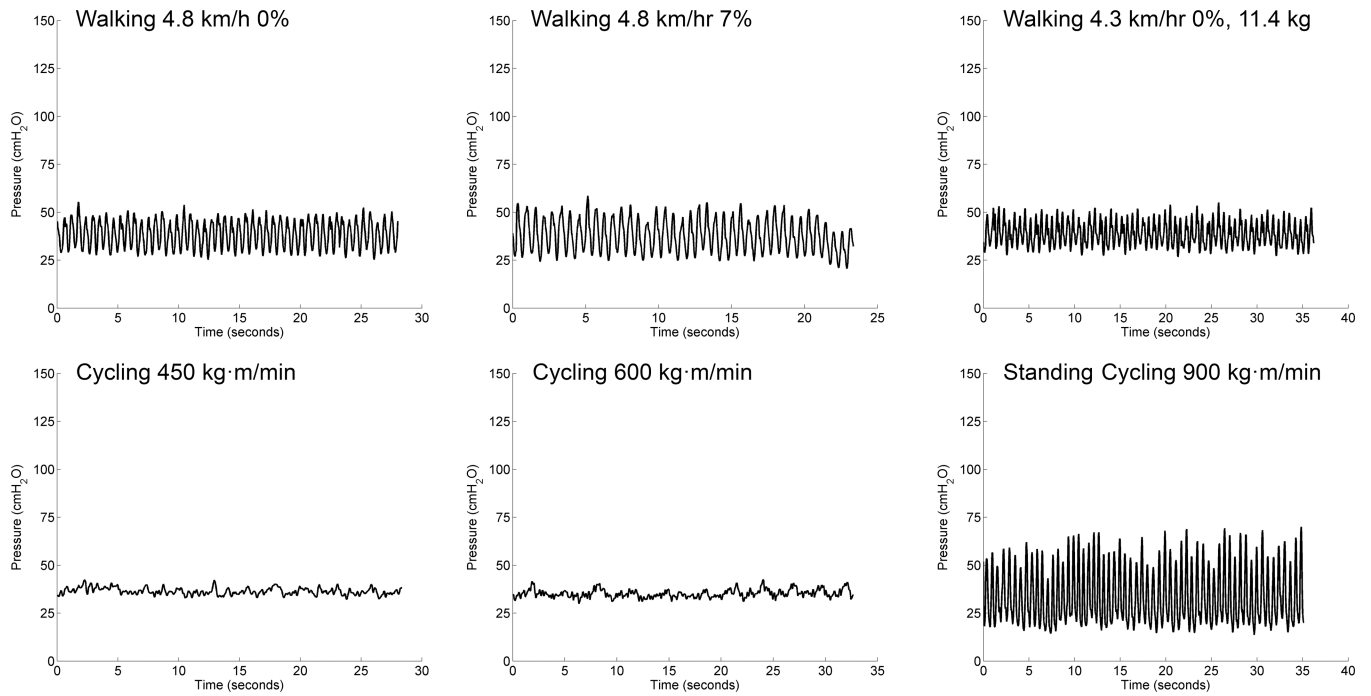 Walking 4.8 km/h 0%
150
125
100
75
50
25
0
Pressure (cmH2O)
0 5 10 15 20 25 30
Time (seconds)
Walking 4.8 km/hr 7%
150
125
100
75
50
25
0
Pressure (cmH2O)
0 5 10 15 20 25
Time (seconds)
Walking 4.3 km/hr 0%, 11.4 kg
150
125
100
75
50
25
0
Pressure (cmH2O)
0 5 10 15 20 25 30 35 40
Time (seconds)
Cycling 450 kg·m/min
150
125
100
75
50
25
0
Pressure (cmH2O)
0 5 10 15 20 25 30
Time (seconds)
Cycling 600 kg·m/min
150
125
100
75
50
25
0
Pressure (cmH2O)
0 5 10 15 20 25 30 35
Time (seconds)
Standing Cycling 900 kg·m/min
150
125
100
75
50
25
0
Pressure (cmH2O)
0 5 10 15 20 25 30 35 40
Time (seconds)